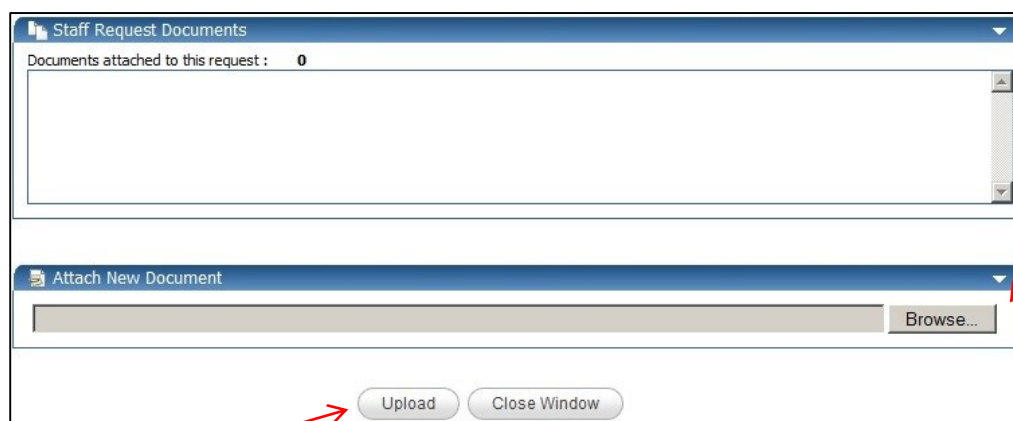 Staff Request Documents
Documents attached to this request : 0
Attach New Document
Browse...
Upload Close Window